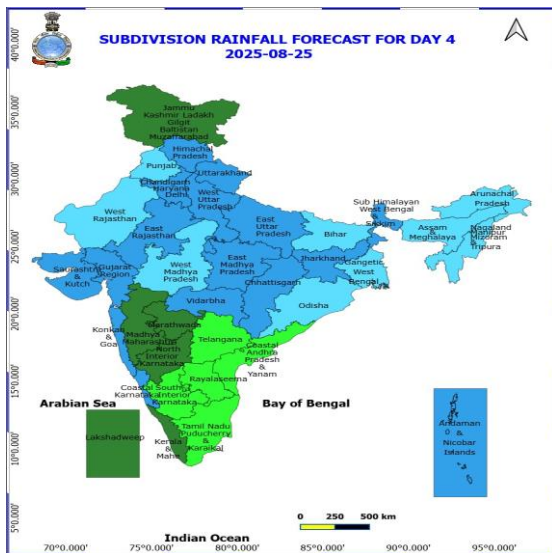 SUBDIVISION RAINFALL FORECAST FOR DAY 4
2025-08-25
40°0.000'
35°0.000'
30°0.000'
25°0.000'
20°0.000'
15°0.000'
10°0.000'
5°0.000'
Jammu
Kashmir Ladakh
Gilgit
Baltistan
Muzaffarabad
Himachal
Pradesh
Punjab
Uttarakhand
Chandigarh
Haryana
Delhi
West
Uttar
Pradesh
West
Rajasthan
East
Rajasthan
East
Uttar
Pradesh
Sub Himalayan
West Bengal
&
Sikkim
Arunachal
Pradesh
Assam
&
Meghalaya
Nagaland
Manipur
Mizoram
Tripura
Bihar
Saurashtra
&
Kutch
Gujarat
Region
West
Madhya
Pradesh
East
Madhya
Pradesh
Jharkhand
Gangetic
West
Bengal
Chhattisgarh
Vidarbha
Odisha
Konkan
&
Goa
Madhya
Maharashtra
Marathwada
North
Interior
Karnataka
Telangana
Coastal
Andhra
Pradesh
&
Yanam
Rayalaseema
Coastal
Karnataka
South
Interior
Karnataka
Arabian Sea
Bay of Bengal
Lakshadweep
Kerala
&
Mahe
Tamil Nadu
Puducherry
&
Karaikal
Andaman
&
Nicobar
Islands
0 250 500 km
Indian Ocean
70°0.000' 75°0.000' 80°0.000' 85°0.000' 90°0.000' 95°0.000'